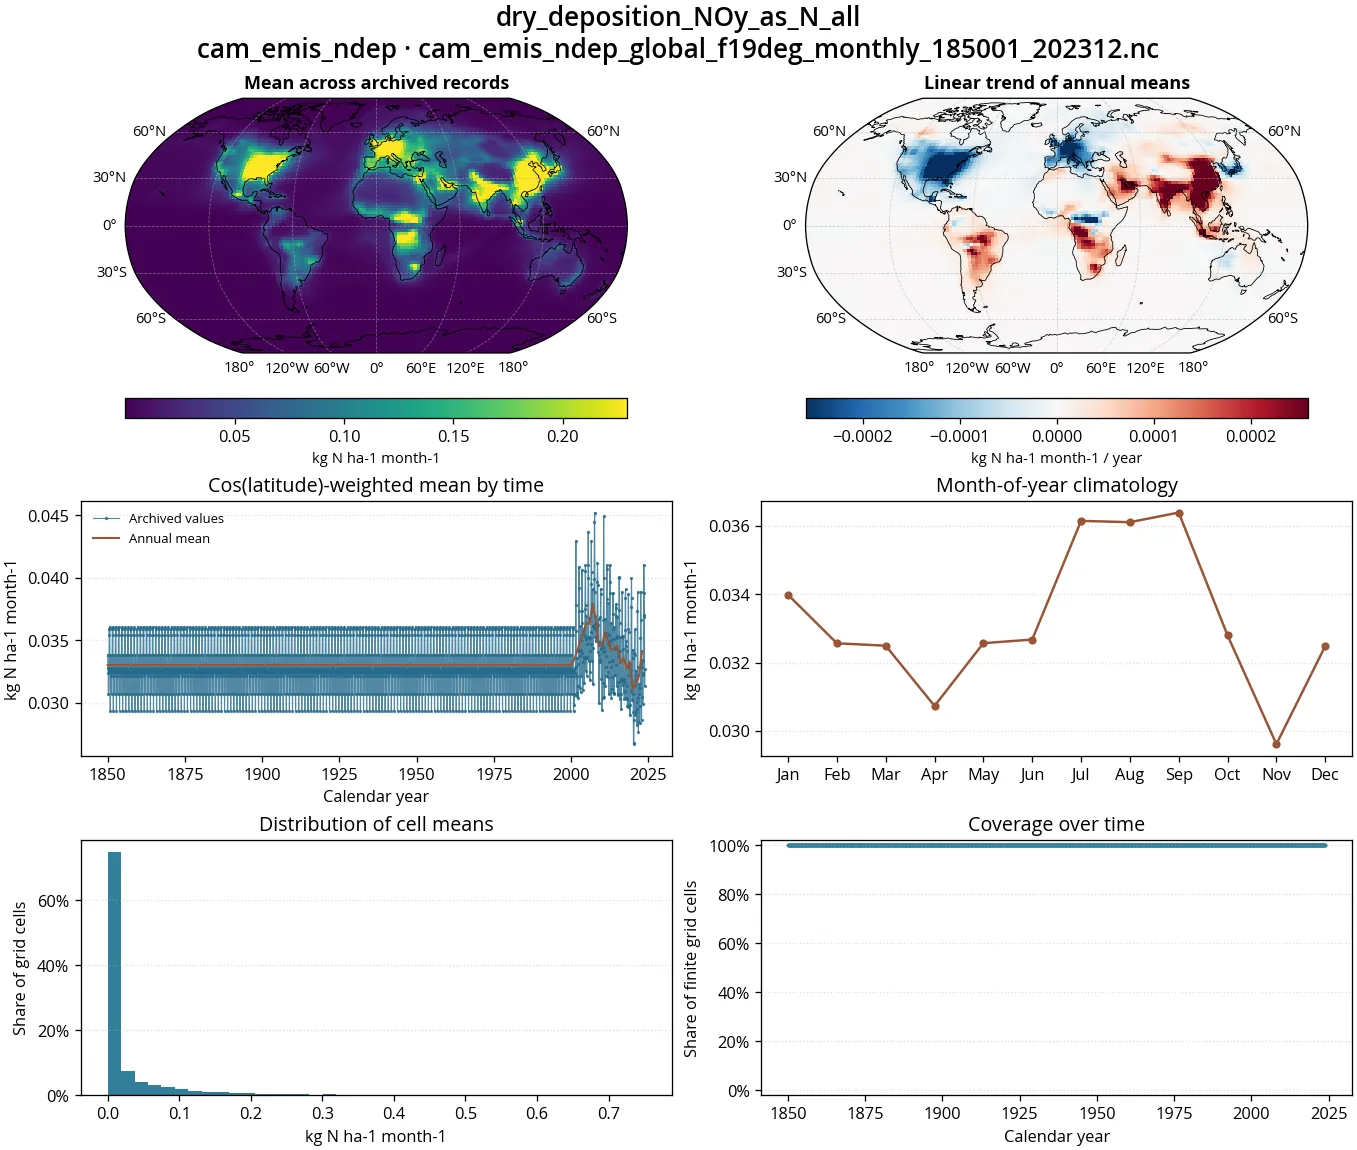 dry_deposition_NOy_as_N_all
cam_emis_ndep · cam_emis_ndep_global_f19deg_monthly_185001_202312.nc
Mean across archived records
60°N 60°N
30°N
0°
30°S
60°S 60°S
180° 120°W 60°W 0° 60°E 120°E 180°
0.05 0.10 0.15 0.20
kg N ha-1 month-1
Linear trend of annual means
60°N 60°N
30°N
0°
30°S
60°S 60°S
180° 120°W 60°W 0° 60°E 120°E 180°
−0.0002 −0.0001 0.0000 0.0001 0.0002
kg N ha-1 month-1 / year
Cos(latitude)-weighted mean by time
kg N ha-1 month-1
0.045
0.040
0.035
0.030
Archived values
Annual mean
1850 1875 1900 1925 1950 1975 2000 2025
Calendar year
Month-of-year climatology
kg N ha-1 month-1
0.036
0.034
0.032
0.030
Jan Feb Mar Apr May Jun Jul Aug Sep Oct Nov Dec
Distribution of cell means
Share of grid cells
60%
40%
20%
0%
0.0 0.1 0.2 0.3 0.4 0.5 0.6 0.7
kg N ha-1 month-1
Coverage over time
Share of finite grid cells
100%
80%
60%
40%
20%
0%
1850 1875 1900 1925 1950 1975 2000 2025
Calendar year